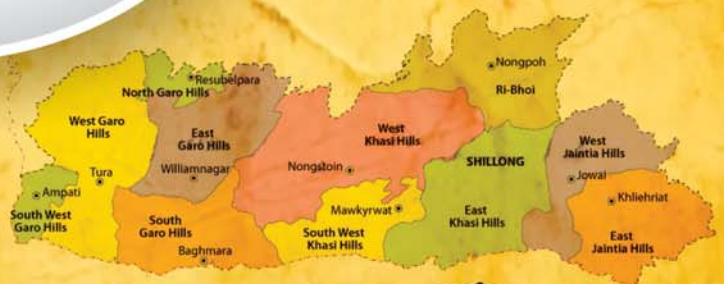 Nongpoh
Ri-Bhoi
Resubelpara
North Garo Hills
West Garo
Hills
East
Garo Hills
Williamnagar
Tura
Ampati
South West
Garo Hills
South
Garo Hills
Baghmara
West
Khasi Hills
Nongstoin
Mawkyrwat
South West
Khasi Hills
SHILLONG
East
Khasi Hills
West
Jaintia Hills
Jowai
Khliehriat
East
Jaintia Hills